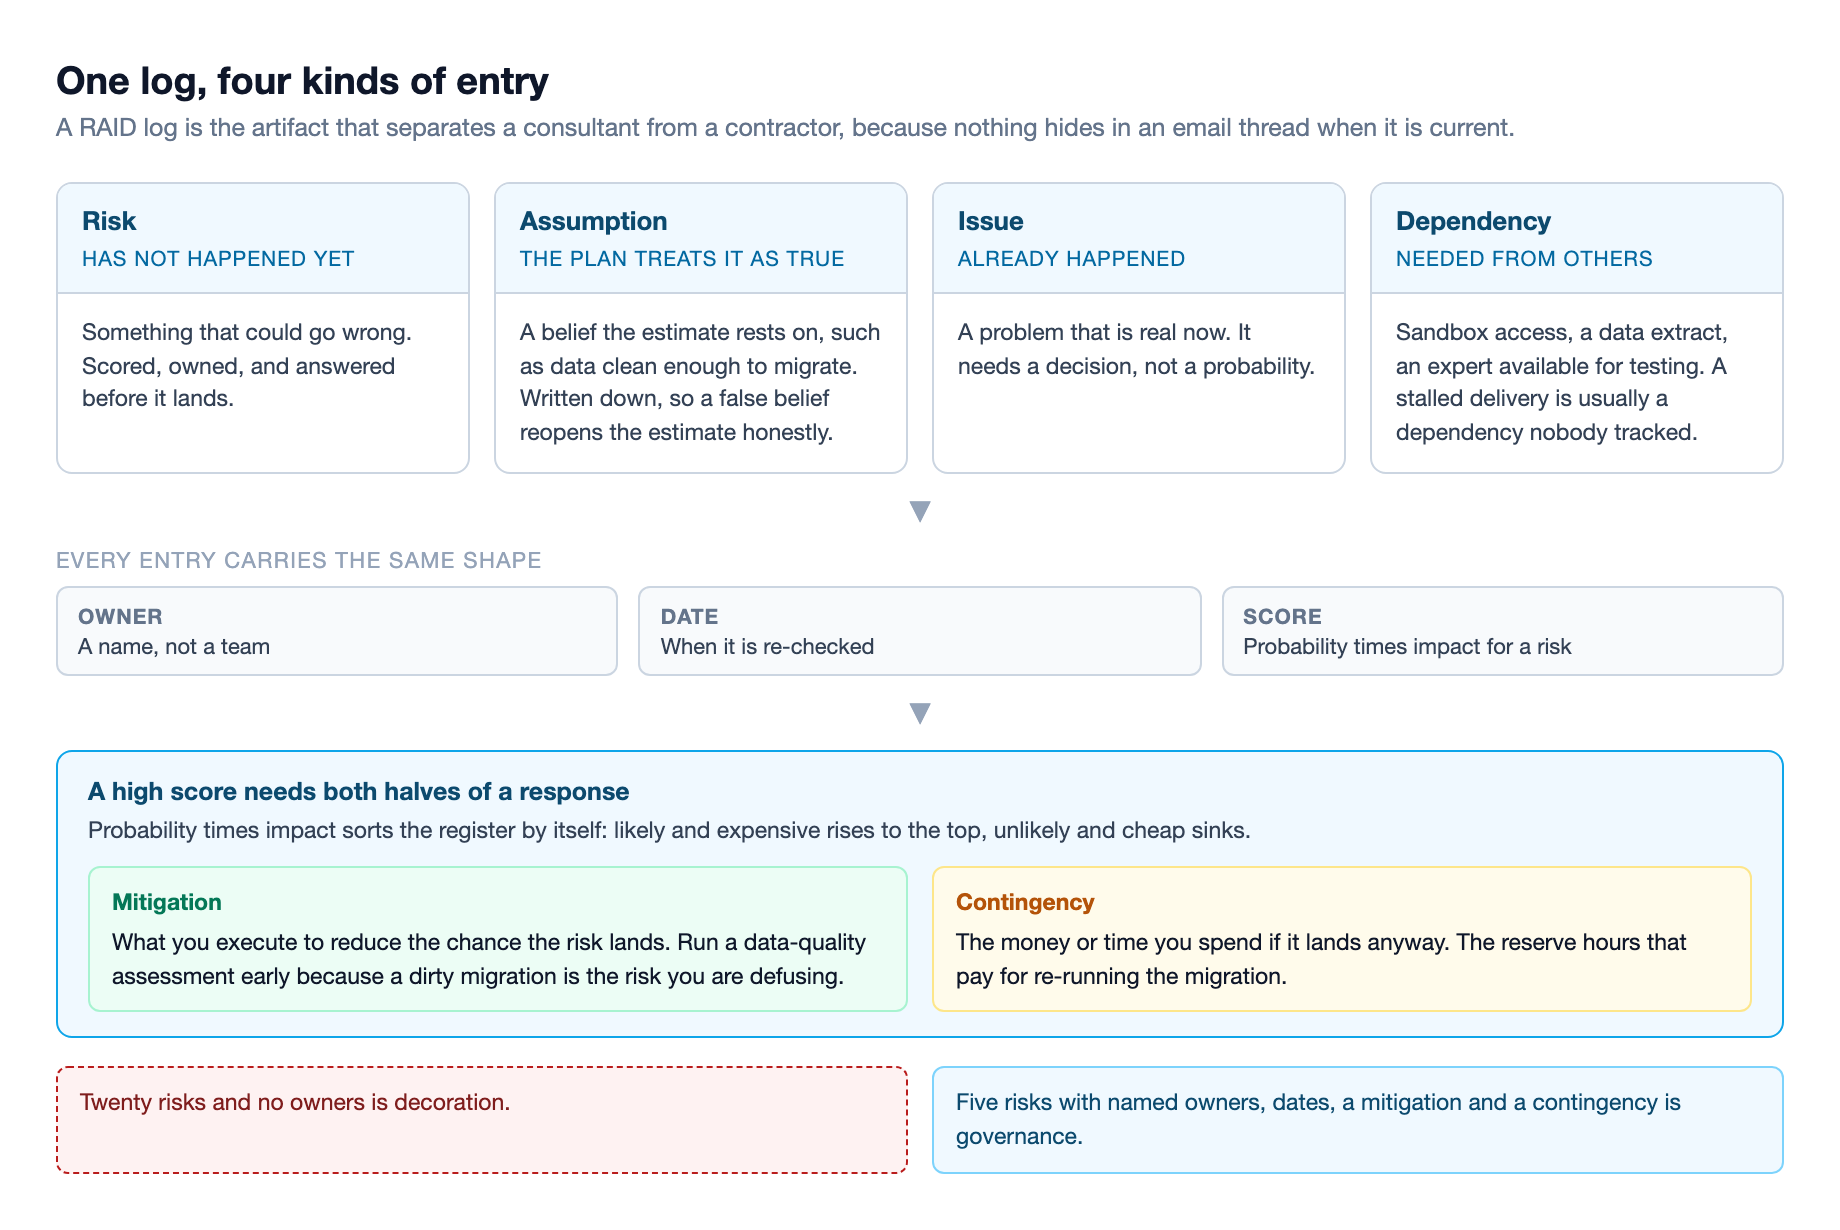 One log, four kinds of entry
A RAID log is the artifact that separates a consultant from a contractor, because nothing hides in an email thread when it is current.
Risk
HAS NOT HAPPENED YET
Something that could go wrong.
Scored, owned, and answered
before it lands.
Assumption
THE PLAN TREATS IT AS TRUE
A belief the estimate rests on, such
as data clean enough to migrate.
Written down, so a false belief
reopens the estimate honestly.
Issue
ALREADY HAPPENED
A problem that is real now. It
needs a decision, not a probability.
Dependency
NEEDED FROM OTHERS
Sandbox access, a data extract,
an expert available for testing. A
stalled delivery is usually a
dependency nobody tracked.
EVERY ENTRY CARRIES THE SAME SHAPE
OWNER
A name, not a team
DATE
When it is re-checked
SCORE
Probability times impact for a risk
A high score needs both halves of a response
Probability times impact sorts the register by itself: likely and expensive rises to the top, unlikely and cheap sinks.
Mitigation
What you execute to reduce the chance the risk lands. Run a data-quality
assessment early because a dirty migration is the risk you are defusing.
Contingency
The money or time you spend if it lands anyway. The reserve hours that
pay for re-running the migration.
Twenty risks and no owners is decoration.
Five risks with named owners, dates, a mitigation and a contingency is
governance.